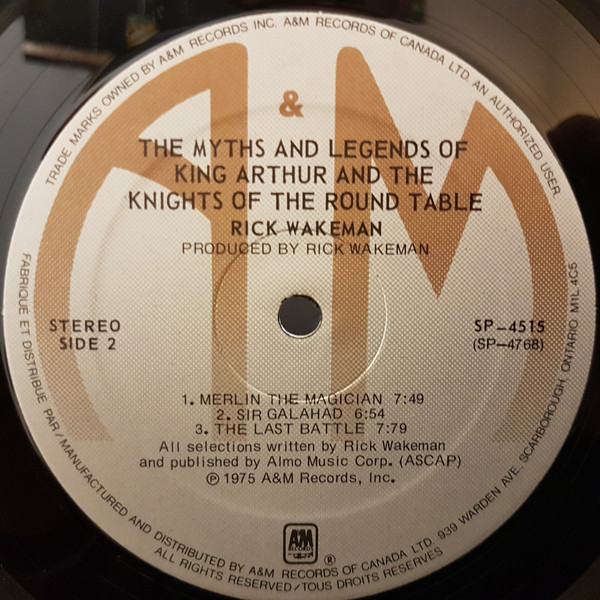 TRADE MARKS OWNED BY A&M RECORDS INC. A&M RECORDS OF CANADA LTD. AN AUTHORIZED USER
&
A M
THE MYTHS AND LEGENDS OF
KING ARTHUR AND THE
KNIGHTS OF THE ROUND TABLE
RICK WAKEMAN
PRODUCED BY RICK WAKEMAN
STEREO
SIDE 2
SP-4515
(SP-4768)
1. MERLIN THE MAGICIAN 7:49
2. SIR GALAHAD 6:54
3. THE LAST BATTLE 7:79
All selections written by Rick Wakeman
and published by Almo Music Corp. (ASCAP)
℗ 1975 A&M Records, Inc.
A&M
RECORDS
®
FABRIQUÉ ET DISTRIBUÉ PAR/MANUFACTURED AND DISTRIBUTED BY A&M RECORDS OF CANADA LTD. 939 WARDEN AVE. SCARBOROUGH ONTARIO M1L 4C5
ALL RIGHTS RESERVED/TOUS DROITS RESERVÉS